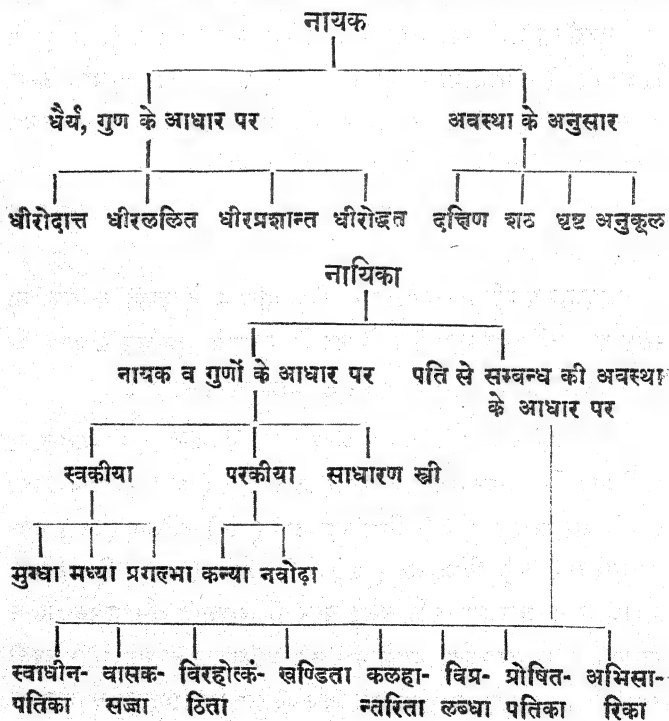 नायक
धैर्य, गुण के आधार पर अवस्था के अनुसार
धीरोदात्त धीरललित धीरप्रशान्त धीरोद्धत दक्षिण शठ धृष्ट अनुकूल
नायिका
नायक व गुणों के आधार पर पति से सम्बन्ध की अवस्था
के आधार पर
स्वकीया परकीया साधारण स्त्री
मुग्धा मध्या प्रगल्भा कन्या नवोढ़ा
स्वाधीन- वासक- विरहोत्कं- खण्डिता कलहा- विप्र- प्रोषित- अभिसा-
पतिका सज्जा ठिता न्तरिता लब्धा पतिका रिका